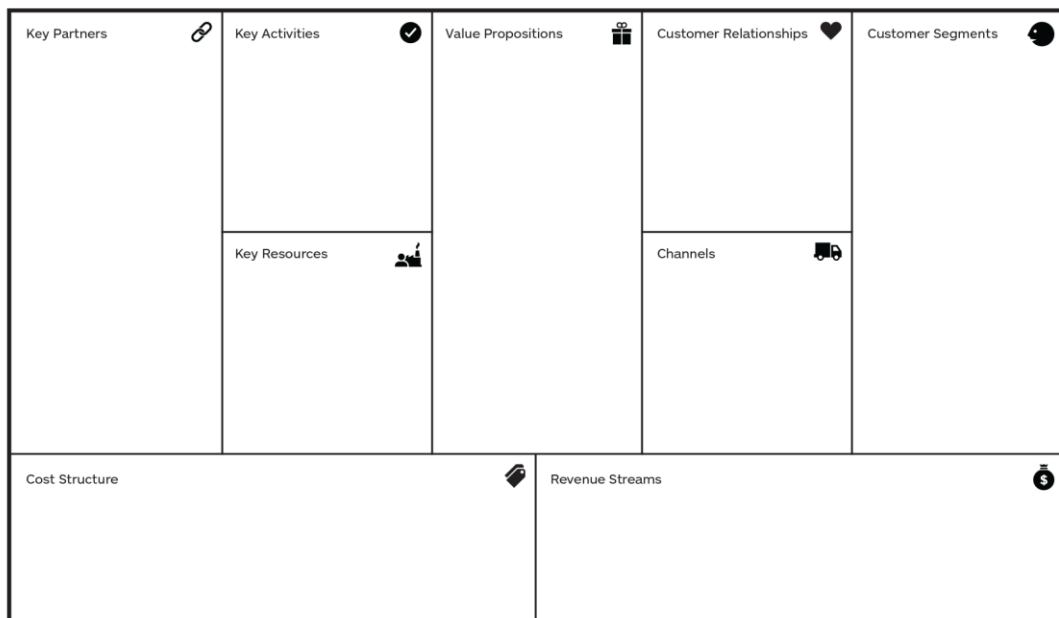 Key Partners
Key Activities
Value Propositions
Customer Relationships
Customer Segments
Key Resources
Channels
Cost Structure
Revenue Streams
$